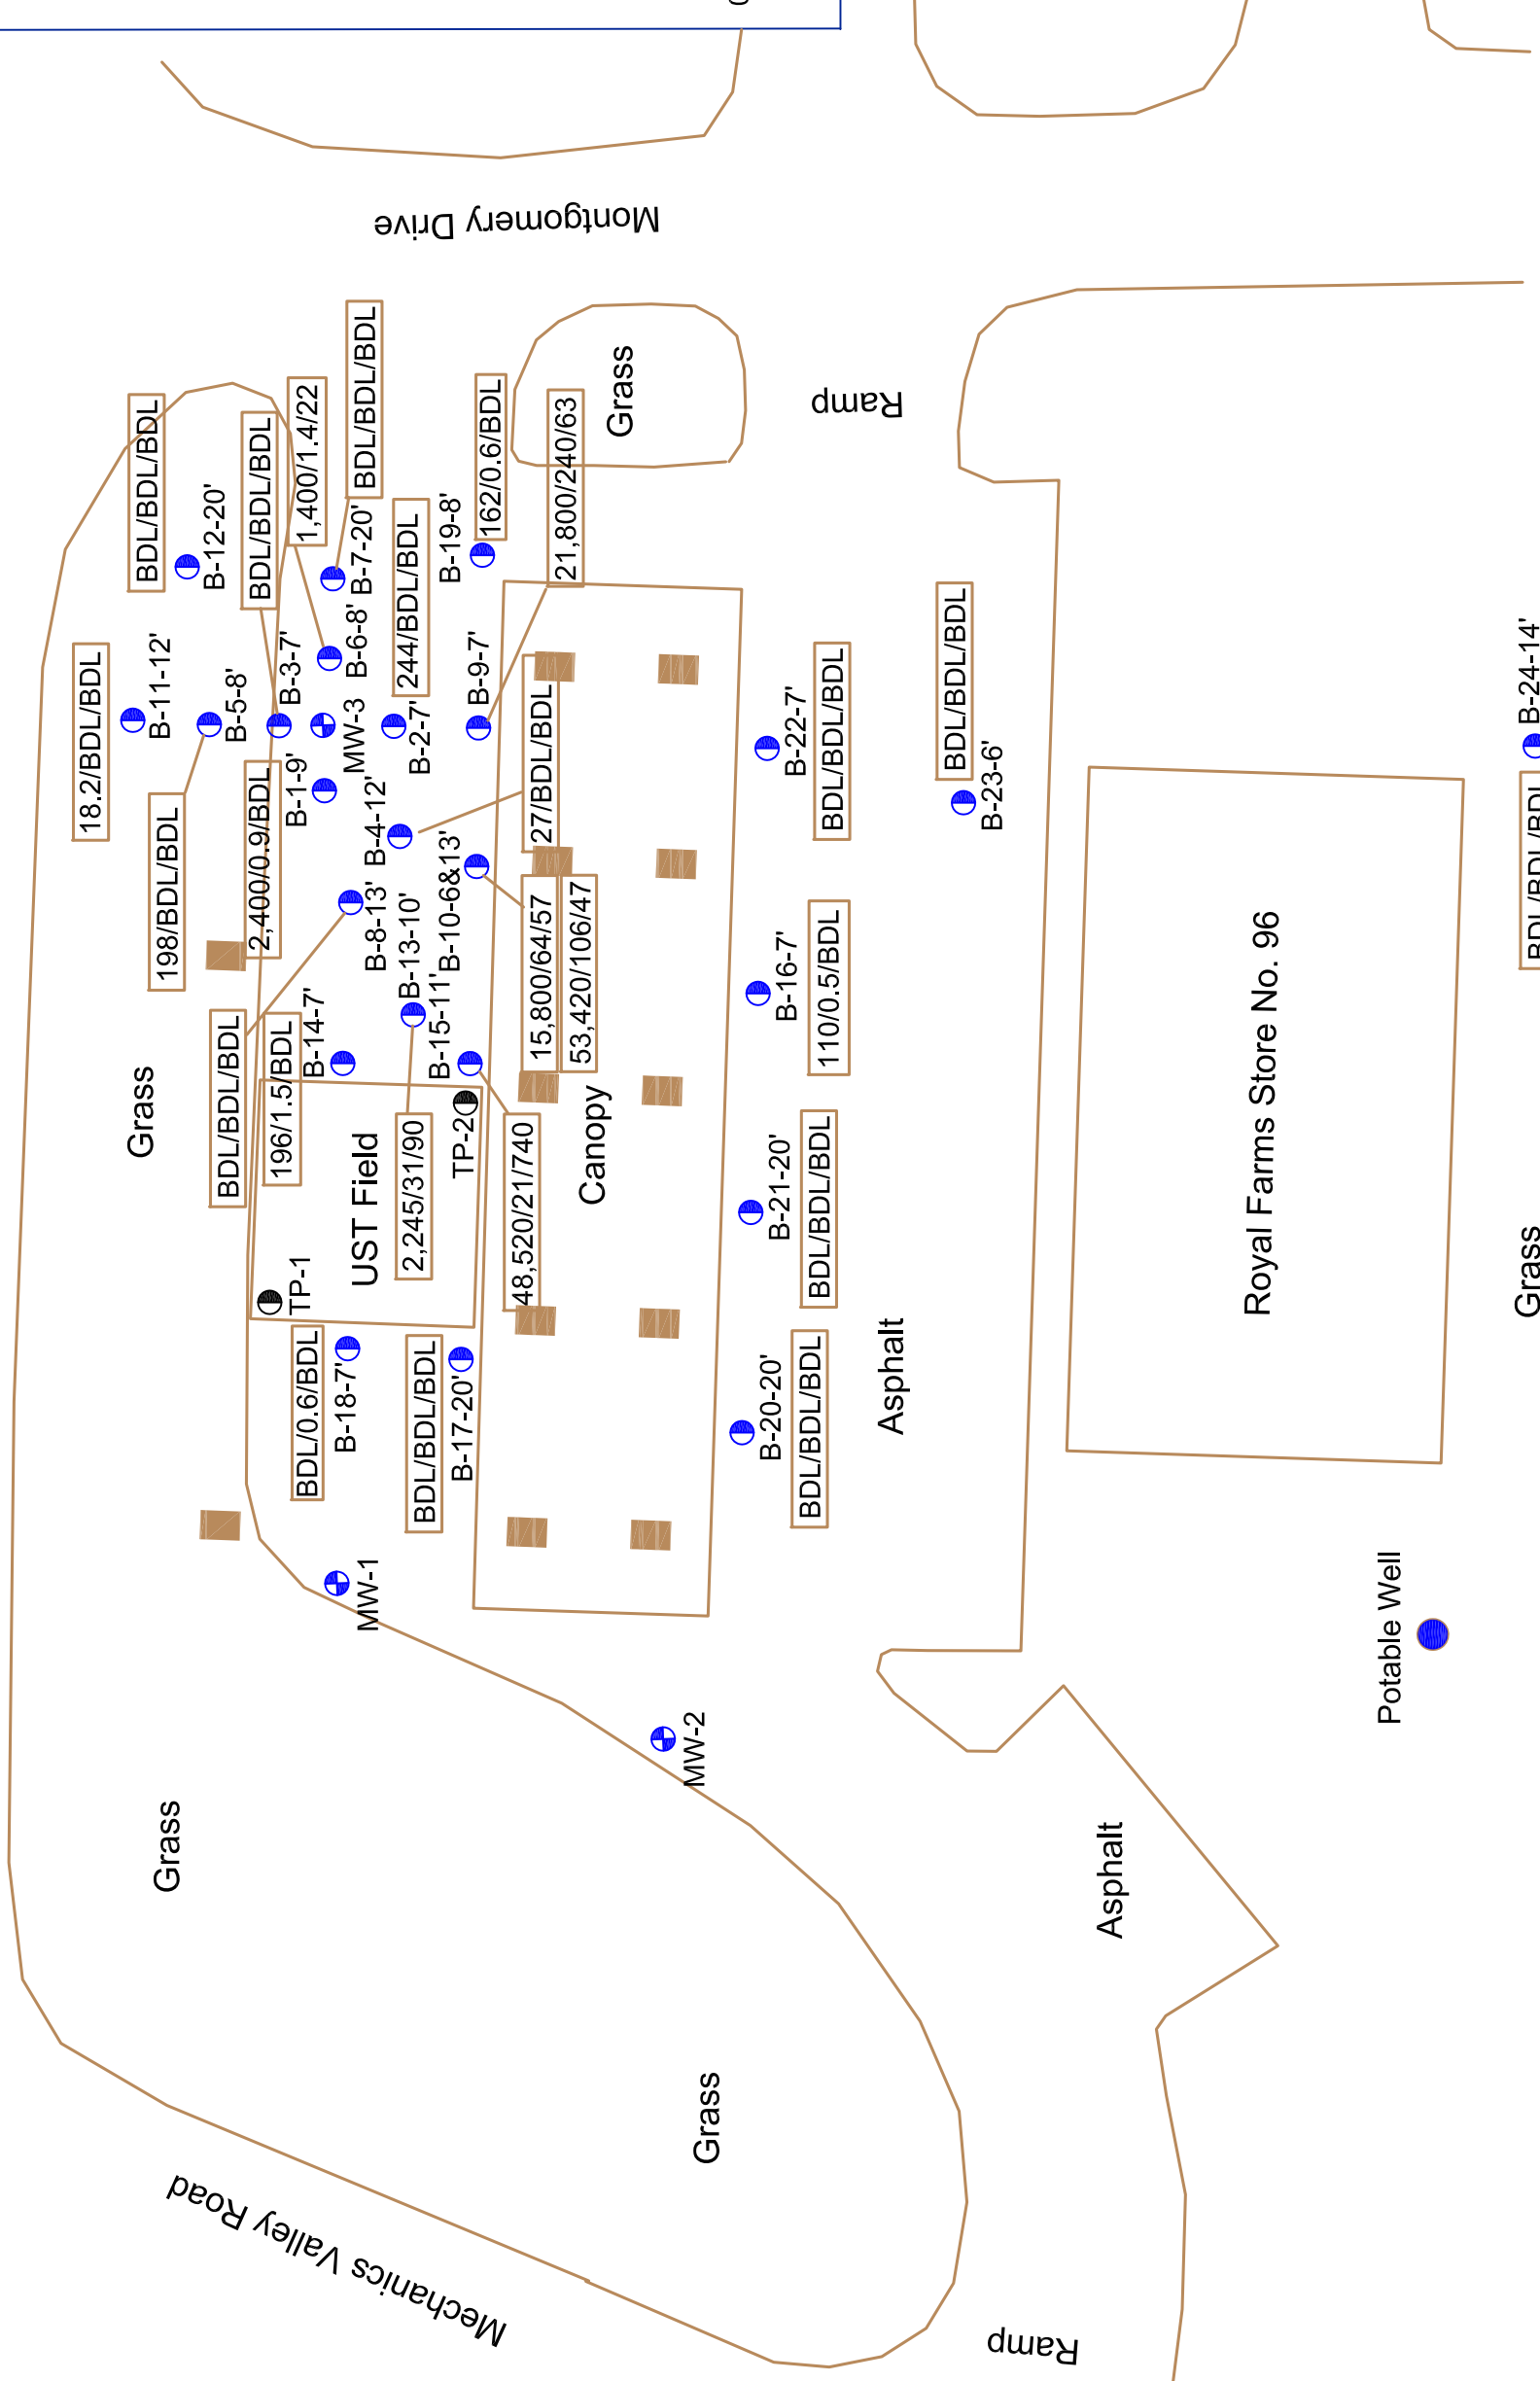 Montgomery Drive
BDL/BDL/BDL
B-12-20'
BDL/BDL/BDL
1,400/1.4/22
BDL/BDL/BDL
B-7-20'
B-6-8'
162/0.6/BDL
B-19-8'
21,800/240/63
Grass
Ramp
244/BDL/BDL
B-9-7'
18.2/BDL/BDL
B-11-12'
B-5-8'
198/BDL/BDL
B-3-7'
MW-3
B-2-7'
2,400/0.9/BDL
B-1-9'
B-4-12'
27/BDL/BDL
B-8-13'
B-13-10'
B-10-6&13'
15,800/64/57
53,420/106/47
B-22-7'
BDL/BDL/BDL
BDL/BDL/BDL
B-23-6'
B-24-14'
BDL/BDL/BDL
B-16-7'
110/0.5/BDL
Grass
BDL/BDL/BDL
196/1.5/BDL
B-14-7'
B-15-11'
TP-2
UST Field
2,245/31/90
48,520/21/740
Canopy
TP-1
B-21-20'
BDL/BDL/BDL
BDL/0.6/BDL
B-18-7'
BDL/BDL/BDL
B-17-20'
B-20-20'
BDL/BDL/BDL
Asphalt
Royal Farms Store No. 96
Grass
MW-1
MW-2
Potable Well
Grass
Asphalt
Grass
Mechanics Valley Road
Ramp